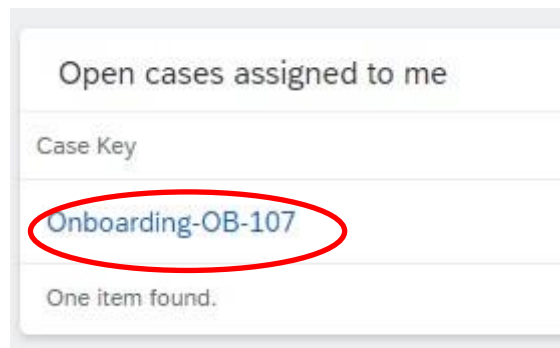 Open cases assigned to me
Case Key
Onboarding-OB-107
One item found.